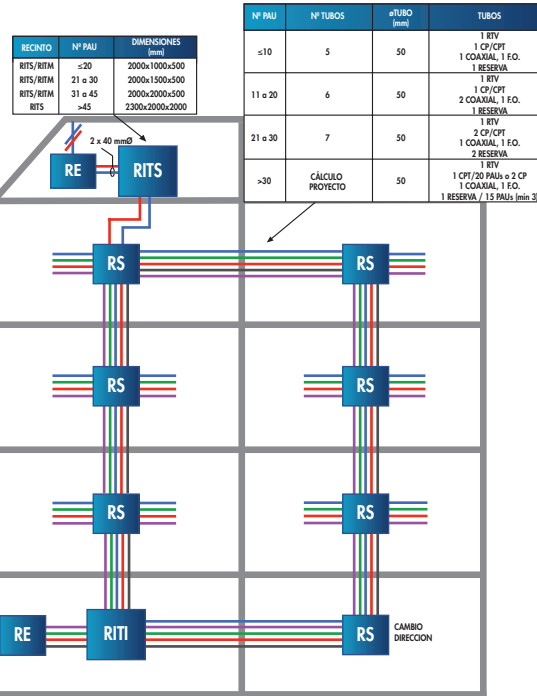 RECINTO Nº PAU DIMENSIONES (mm)
RITS/RITM ≤20 2000x1000x500
RITS/RITM 21 a 30 2000x1500x500
RITS/RITM 31 a 45 2000x2000x500
RITS >45 2300x2000x2000
Nº PAU Nº TUBOS øTUBO (mm) TUBOS
≤10 5 50 1 RTV
1 CP/CPT
1 COAXIAL, 1 F.O.
1 RESERVA
11 a 20 6 50 1 RTV
1 CP/CPT
2 COAXIAL, 1 F.O.
1 RESERVA
21 a 30 7 50 1 RTV
2 CP/CPT
1 COAXIAL, 1 F.O.
2 RESERVA
>30 CÁLCULO PROYECTO 50 1 RTV
1 CPT/20 PAUs o 2 CP
1 COAXIAL, 1 F.O.
1 RESERVA / 15 PAUs (min 3)
2 x 40 mmØ
RE
RITS
RS
RS
RS
RS
RS
RS
RE
RITI
RS
CAMBIO
DIRECCION